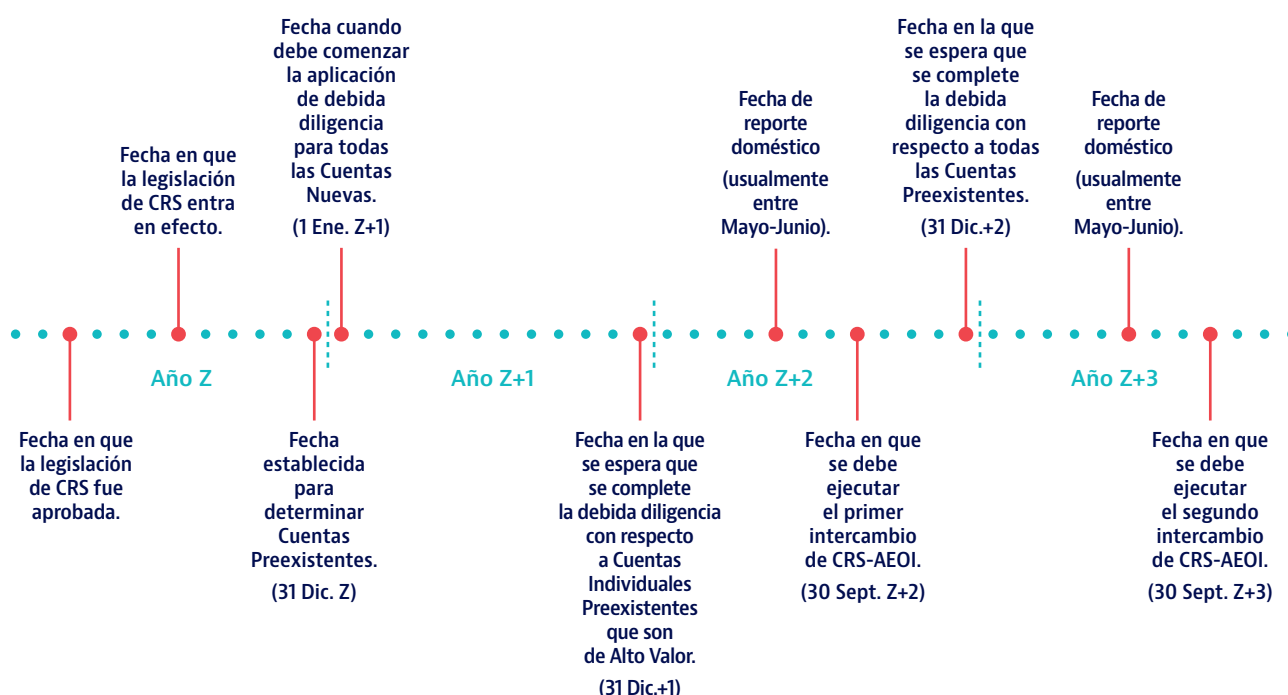 Fecha en que
la legislación
de CRS entra
en efecto.
Fecha cuando
debe comenzar
la aplicación
de debida
diligencia
para todas
las Cuentas
Nuevas.
(1 Ene. Z+1)
Fecha de
reporte
doméstico
(usualmente
entre
Mayo-Junio).
Fecha en la que
se espera que
se complete
la debida
diligencia con
respecto a todas
las Cuentas
Preexistentes.
(31 Dic.+2)
Fecha de
reporte
doméstico
(usualmente
entre
Mayo-Junio).
Año Z
Año Z+1
Año Z+2
Año Z+3
Fecha en que
la legislación
de CRS fue
aprobada.
Fecha
establecida
para
determinar
Cuentas
Preexistentes.
(31 Dic. Z)
Fecha en la que
se espera que
se complete
la debida diligencia
con respecto
a Cuentas
Individuales
Preexistentes
que son
de Alto Valor.
(31 Dic.+1)
Fecha en que
se debe
ejecutar
el primer
intercambio
de CRS-AEOI.
(30 Sept. Z+2)
Fecha en que
se debe
ejecutar
el segundo
intercambio
de CRS-AEOI.
(30 Sept. Z+3)